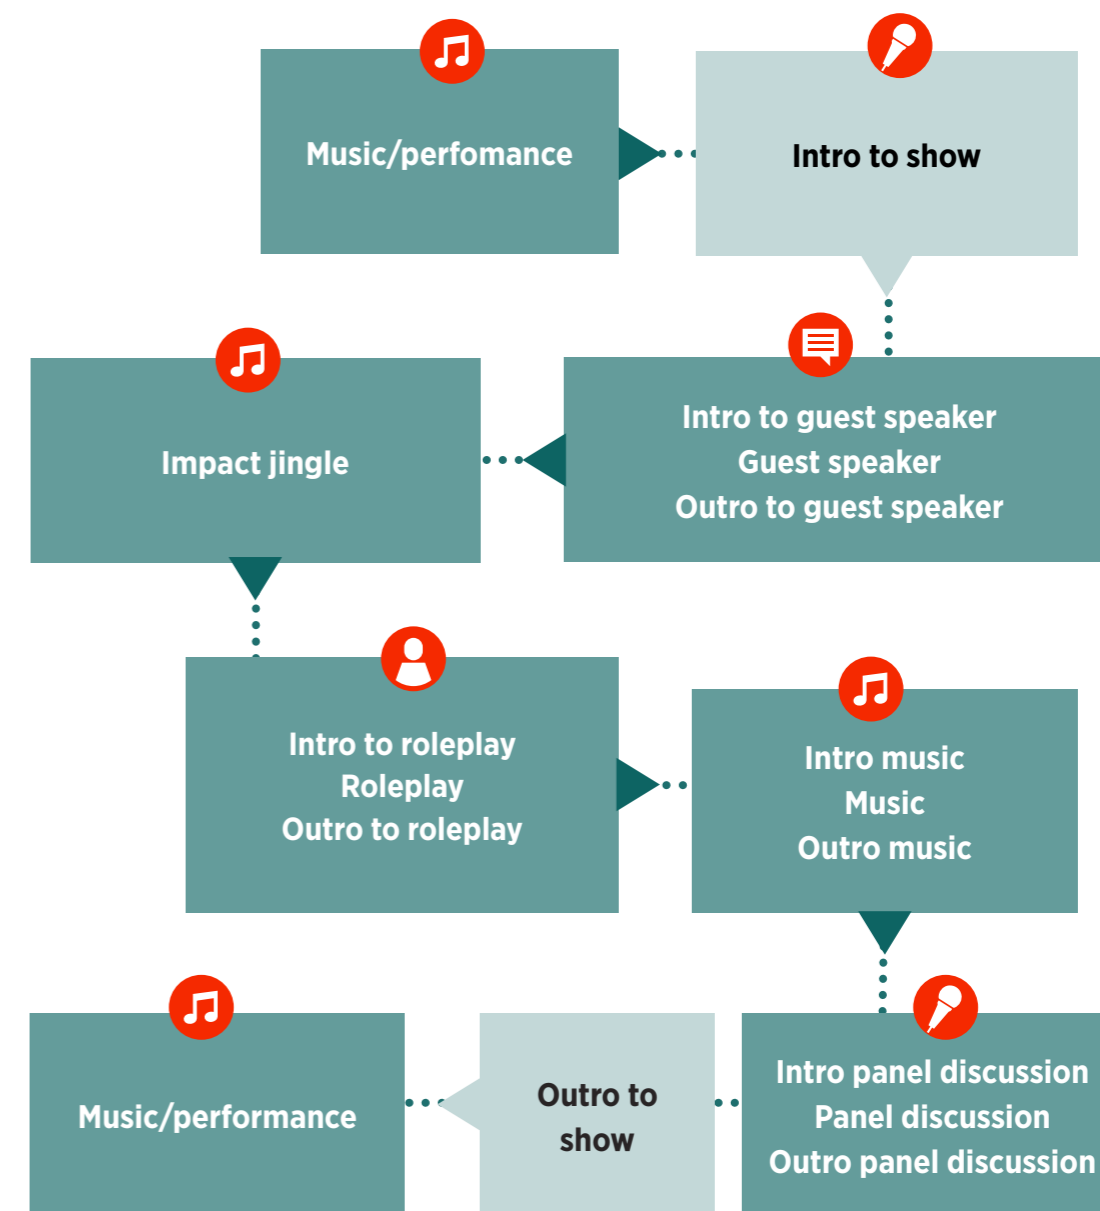 Music/perfomance
Intro to show
Intro to guest speaker
Guest speaker
Outro to guest speaker
Impact jingle
Intro to roleplay
Roleplay
Outro to roleplay
Intro music
Music
Outro music
Intro panel discussion
Panel discussion
Outro panel discussion
Outro to
show
Music/performance